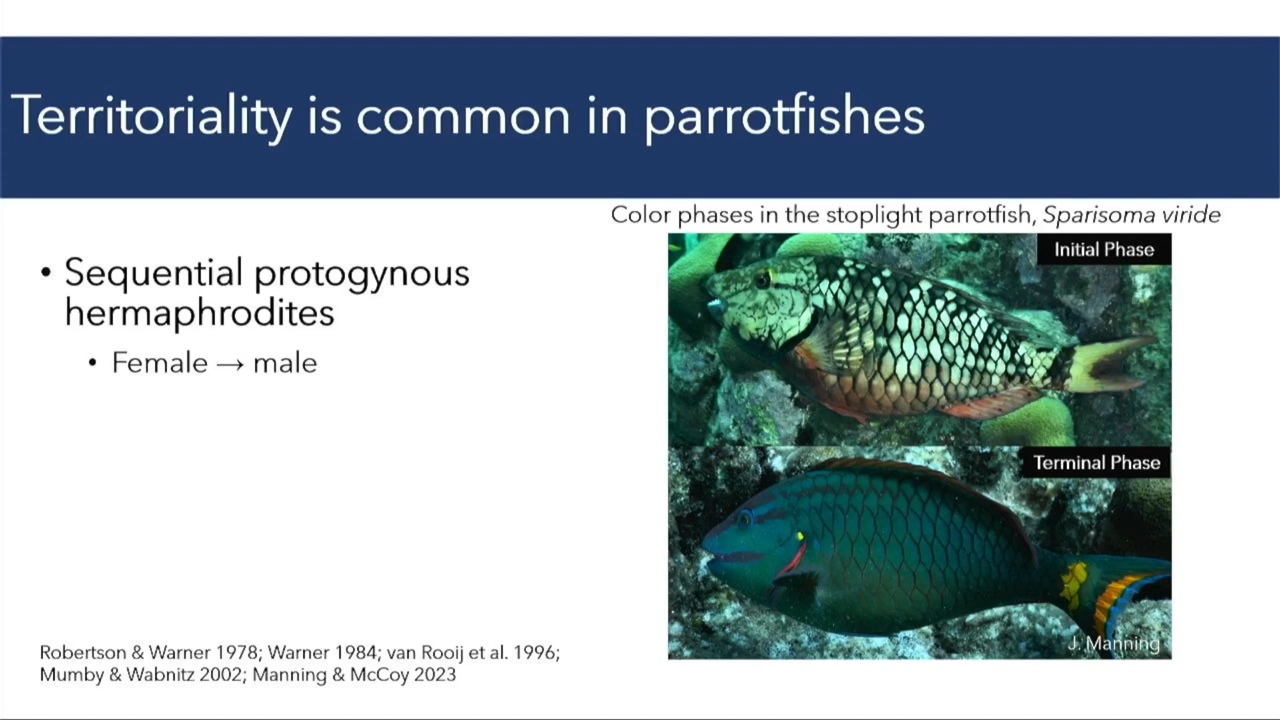 Territoriality is common in parrotfishes
Color phases in the stoplight parrotfish, Sparisoma viride
• Sequential protogynous
hermaphrodites
• Female → male
Initial Phase
Terminal Phase
J. Manning
Robertson & Warner 1978; Warner 1984; van Rooij et al. 1996;
Mumby & Wabnitz 2002; Manning & McCoy 2023